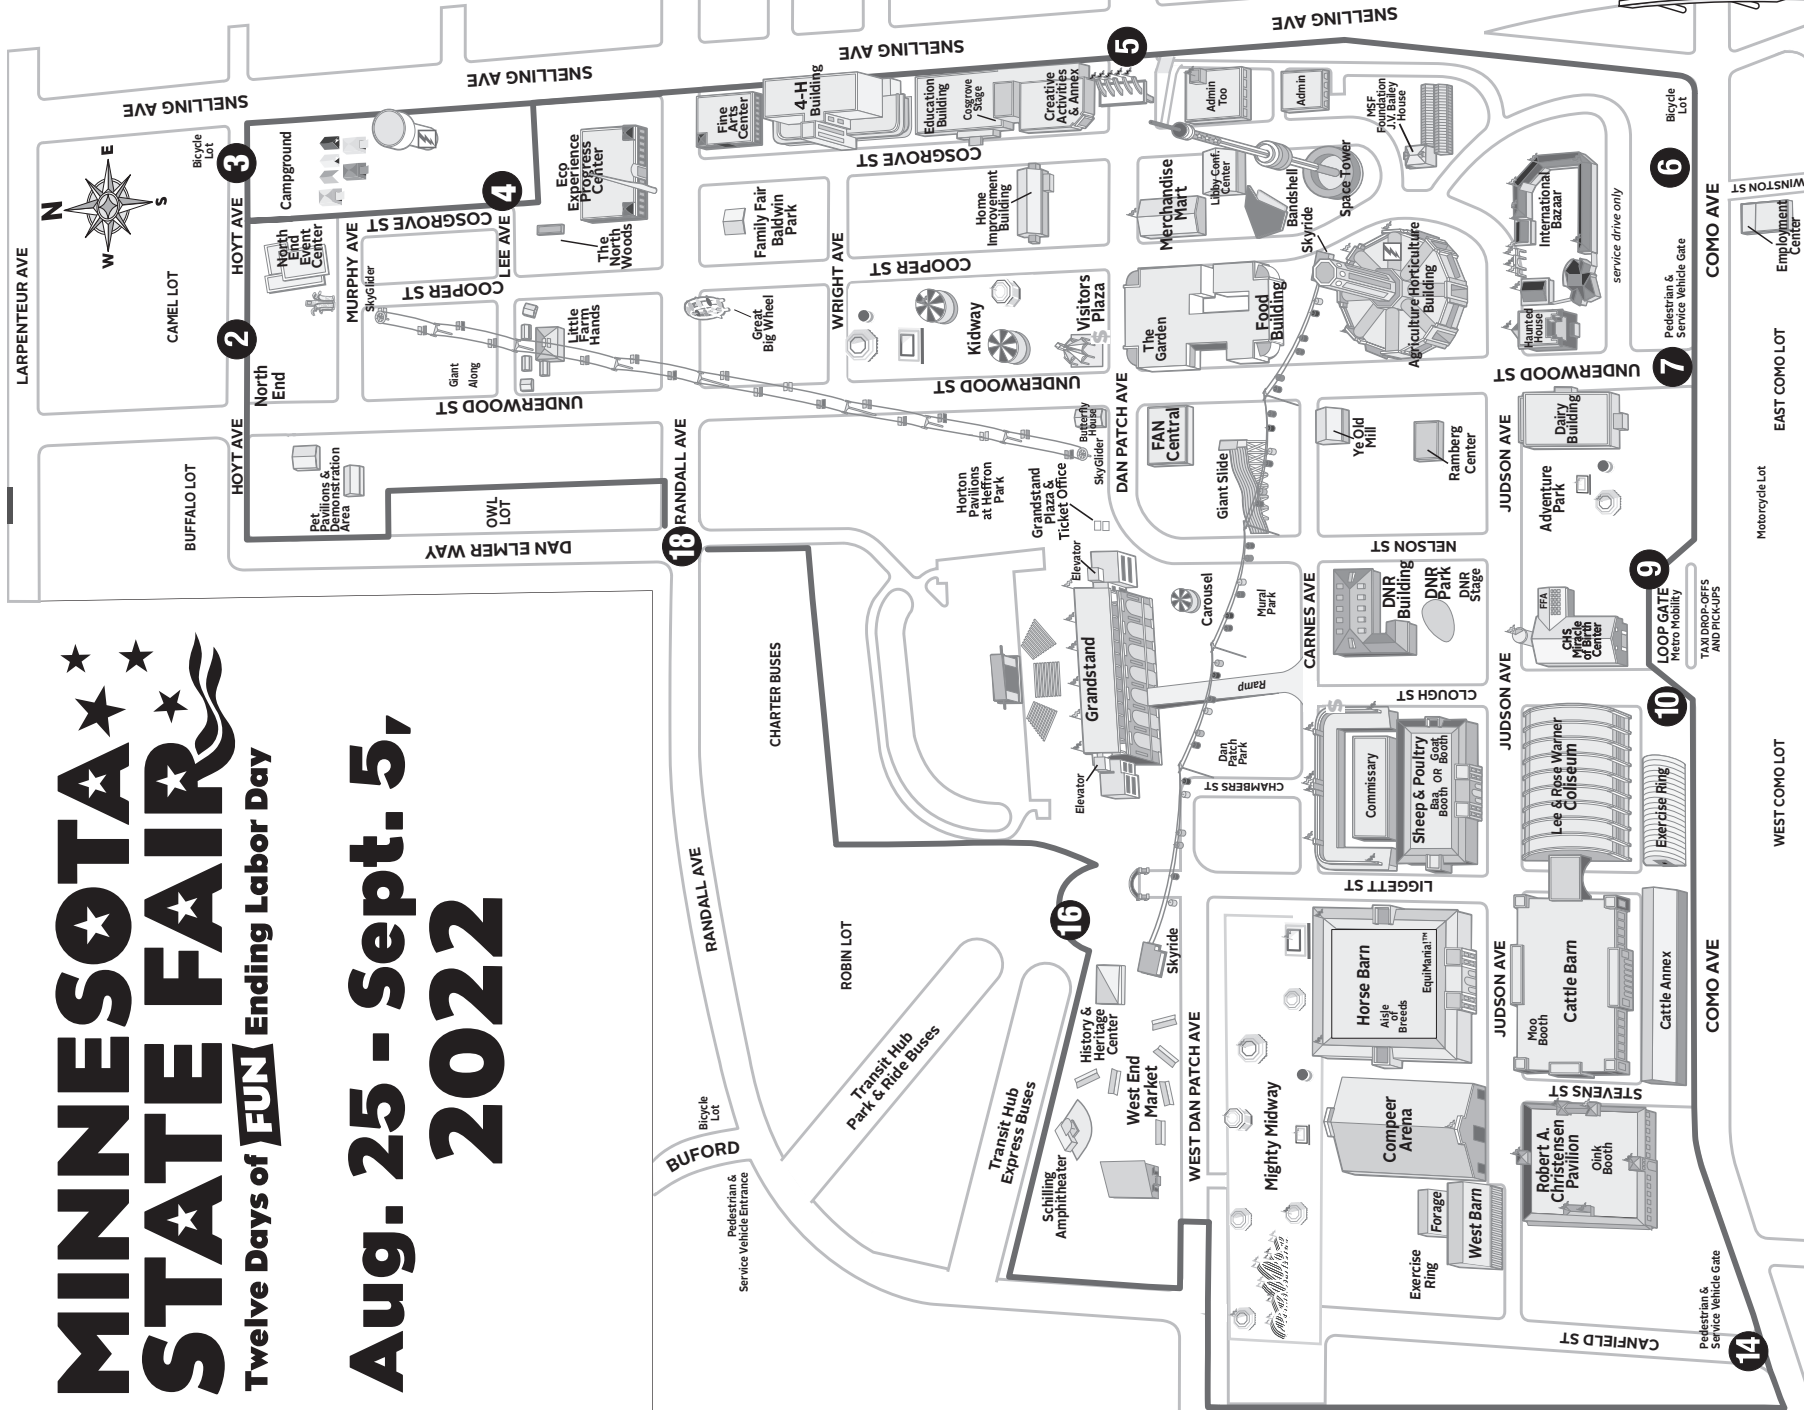 MINNESOTA
STATE FAIR
Twelve Days of FUN Ending Labor Day
Aug. 25 - Sept. 5,
2022
LARPENTEUR AVE
N
E
S
W
CAMEL LOT
BUFFALO LOT
SNELLING AVE
SNELLING AVE
SNELLING AVE
SNELLING AVE
Bicycle
Lot
3
HOYT AVE
2
HOYT AVE
Campground
COSGROVE ST
4
LEE AVE
North
End
Event
Center
MURPHY AVE
SkyGlider
COOPER ST
North
End
Giant
Along
Little
Farm
Hands
UNDERWOOD ST
Pet
Pavilions &
Demonstration
Area
OWL
LOT
DAN ELMER WAY
18
RANDALL AVE
Eco
Experience
Progress
Center
The
North
Woods
Fine
Arts
Center
4-H
Building
Education
Building
Cosgrove
Stage
Creative
Activities
& Annex
5
COSGROVE ST
Family Fair
Baldwin
Park
Home
Improvement
Building
WRIGHT AVE
COOPER ST
Great
Big Wheel
Kidway
Visitors
Plaza
$
UNDERWOOD ST
Butterfly
House
SkyGlider
Horton
Pavilions
at Heffron
Park
Grandstand
Plaza &
Ticket Office
DAN PATCH AVE
Admin
Too
Admin
MSF
Foundation
J.V. Bailey
House
Merchandise
Mart
Libby Conf.
Center
Bandshell
Space Tower
Skyride
The
Garden
Food
Building
Agriculture Horticulture
Building
International
Bazaar
Haunted
House
service drive only
Bicycle
Lot
6
COMO AVE
WINSTON ST
Employment
Center
Pedestrian &
Service Vehicle Gate
7
UNDERWOOD ST
EAST COMO LOT
FAN
Central
Giant Slide
Ye Old
Mill
Ramberg
Center
JUDSON AVE
Dairy
Building
Adventure
Park
Motorcycle Lot
NELSON ST
9
LOOP GATE
Metro Mobility
TAXI DROP-OFFS
AND PICK-UPS
CHARTER BUSES
Elevator
Grandstand
Elevator
Carousel
Mural
Park
CARNES AVE
Ramp
DNR
Building
DNR
Park
DNR
Stage
FFA
CHS
Miracle
of Birth
Center
CLOUGH ST
JUDSON AVE
10
Dan
Patch
Park
CHAMBERS ST
$
Commissary
Sheep & Poultry
Baa
Booth
OR
Goat
Booth
Lee & Rose Warner
Coliseum
Exercise Ring
WEST COMO LOT
LIGGETT ST
RANDALL AVE
ROBIN LOT
16
Skyride
History &
Heritage
Center
West End
Market
WEST DAN PATCH AVE
Horse Barn
Aisle
of
Breeds
EquiMania!™
JUDSON AVE
Moo
Booth
Cattle Barn
Cattle Annex
COMO AVE
STEVENS ST
Bicycle
Lot
BUFORD
Pedestrian &
Service Vehicle Entrance
Transit Hub
Park & Ride Buses
Transit Hub
Express Buses
Schilling
Amphitheater
Mighty Midway
Compeer
Arena
Robert A.
Christensen
Pavilion
Oink
Booth
Forage
West Barn
Exercise
Ring
CANFIELD ST
Pedestrian &
Service Vehicle Gate
14